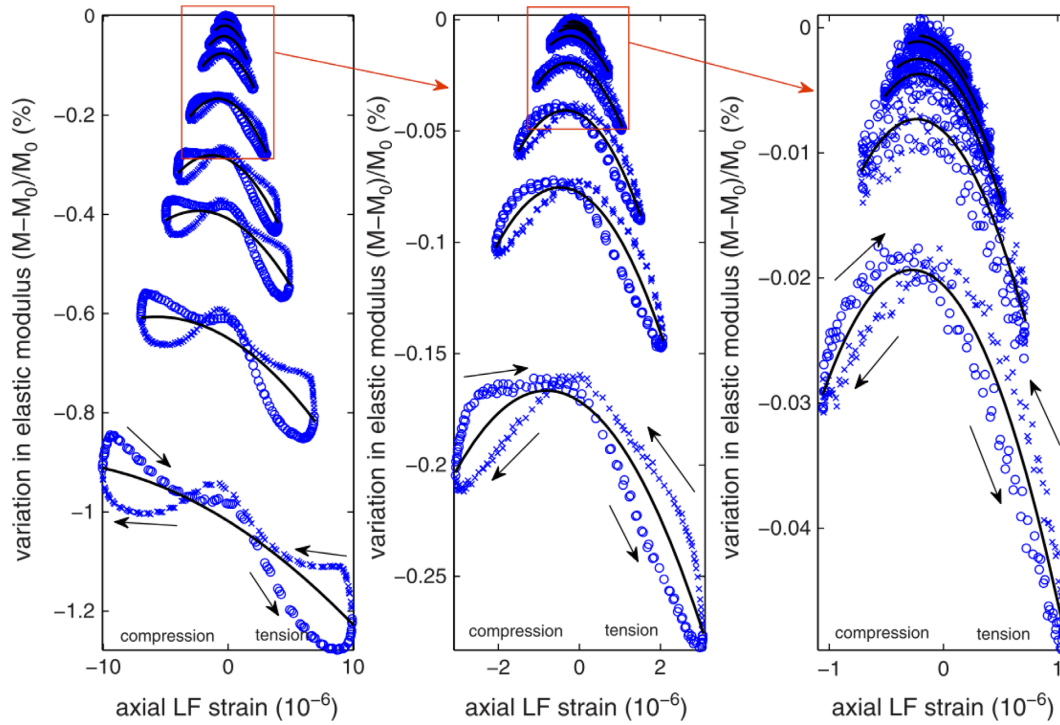 variation in elastic modulus (M−M₀)/M₀ (%)
0
−0.2
−0.4
−0.6
−0.8
−1
−1.2
compression
tension
−10
0
10
axial LF strain (10⁻⁶)
variation in elastic modulus (M−M₀)/M₀ (%)
0
−0.05
−0.1
−0.15
−0.2
−0.25
compression
tension
−2
0
2
axial LF strain (10⁻⁶)
variation in elastic modulus (M−M₀)/M₀ (%)
0
−0.01
−0.02
−0.03
−0.04
compression
tension
−1
0
1
axial LF strain (10⁻⁶)